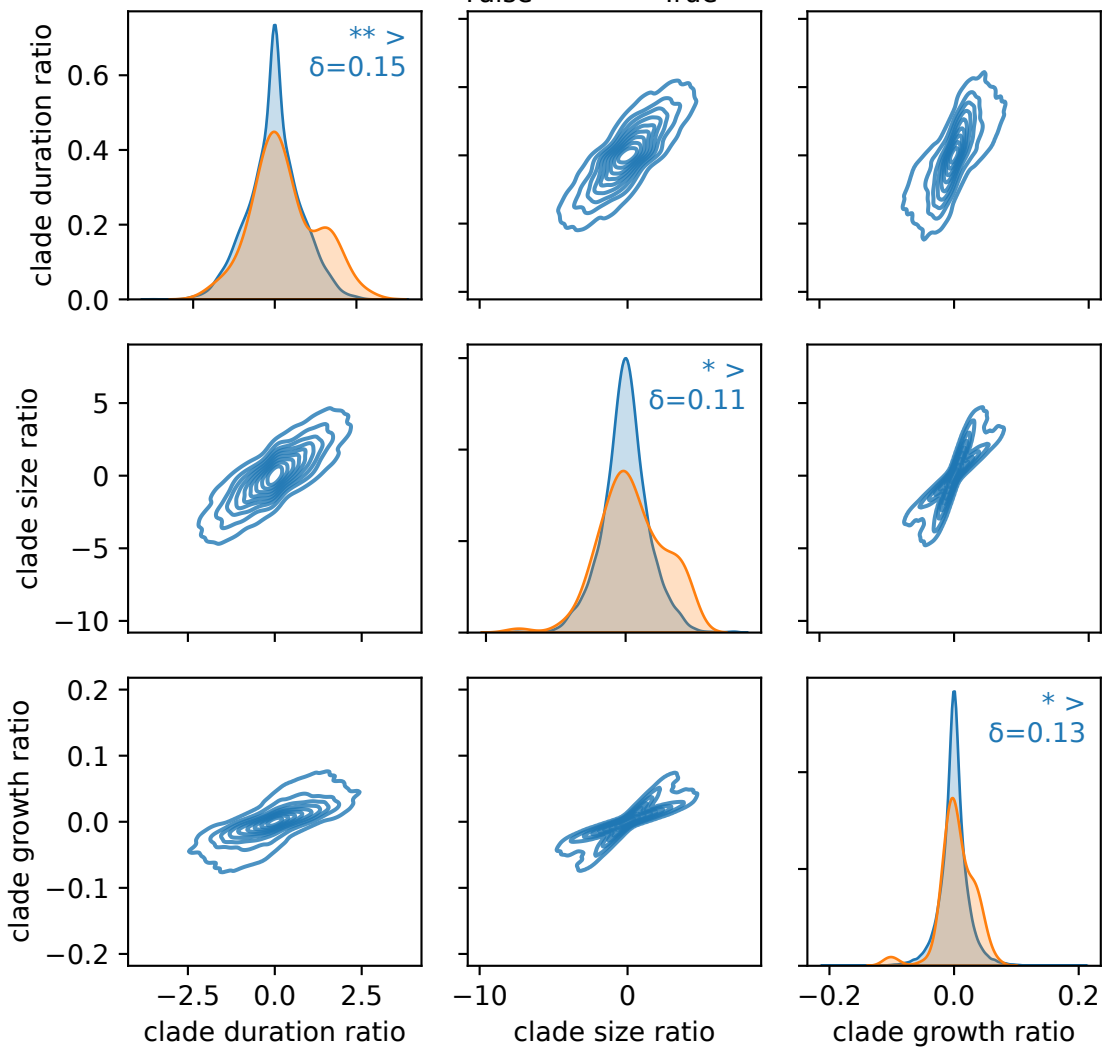 False True
clade duration ratio
0.6
0.4
0.2
0.0
** >
δ=0.15
clade size ratio
5
0
−5
−10
* >
δ=0.11
clade growth ratio
0.2
0.1
0.0
−0.1
−0.2
* >
δ=0.13
−2.5 0.0 2.5
−10 0
−0.2 0.0 0.2
clade duration ratio
clade size ratio
clade growth ratio